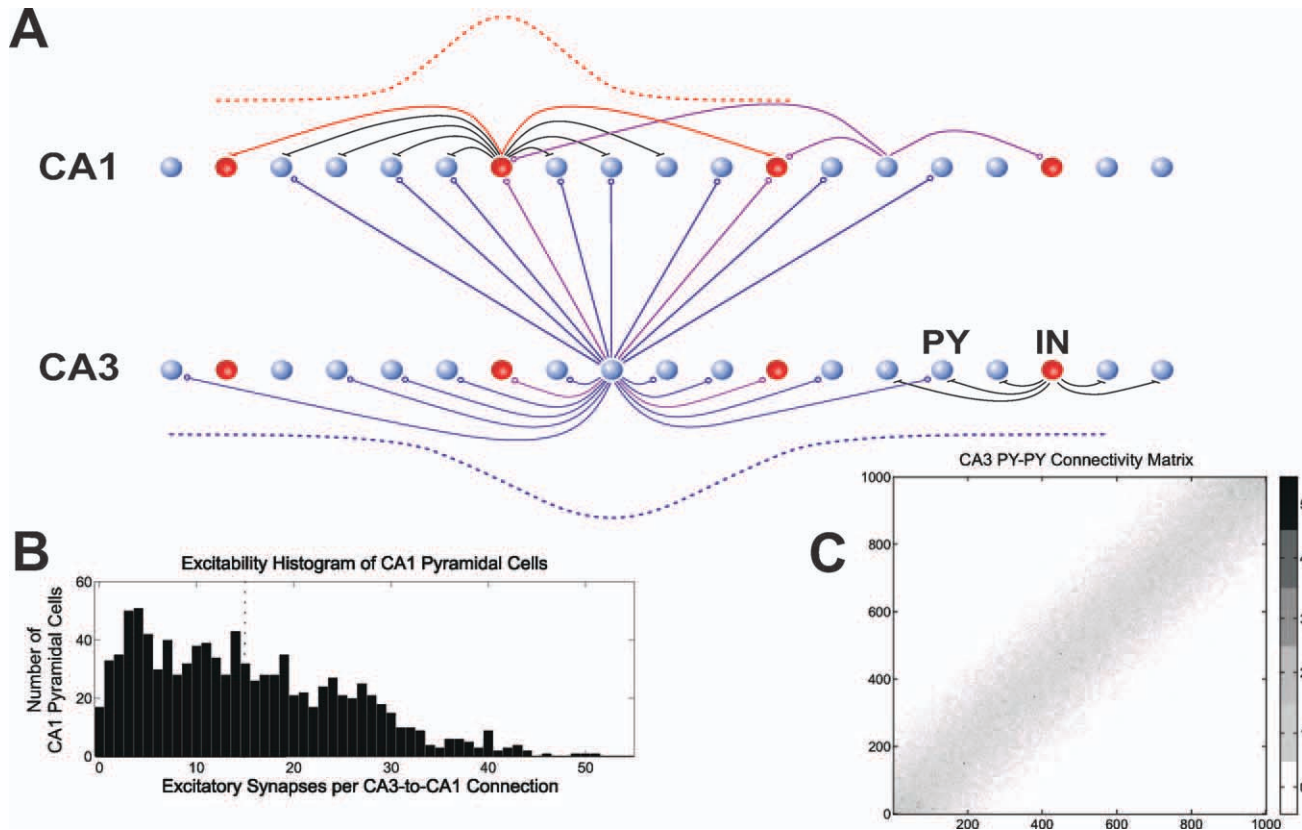 A
CA1
CA3
PY
IN
B
Excitability Histogram of CA1 Pyramidal Cells
Number of
CA1 Pyramidal Cells
60
40
20
0
0 10 20 30 40 50
Excitatory Synapses per CA3-to-CA1 Connection
C
CA3 PY-PY Connectivity Matrix
1000
800
600
400
200
0
200 400 600 800 1000